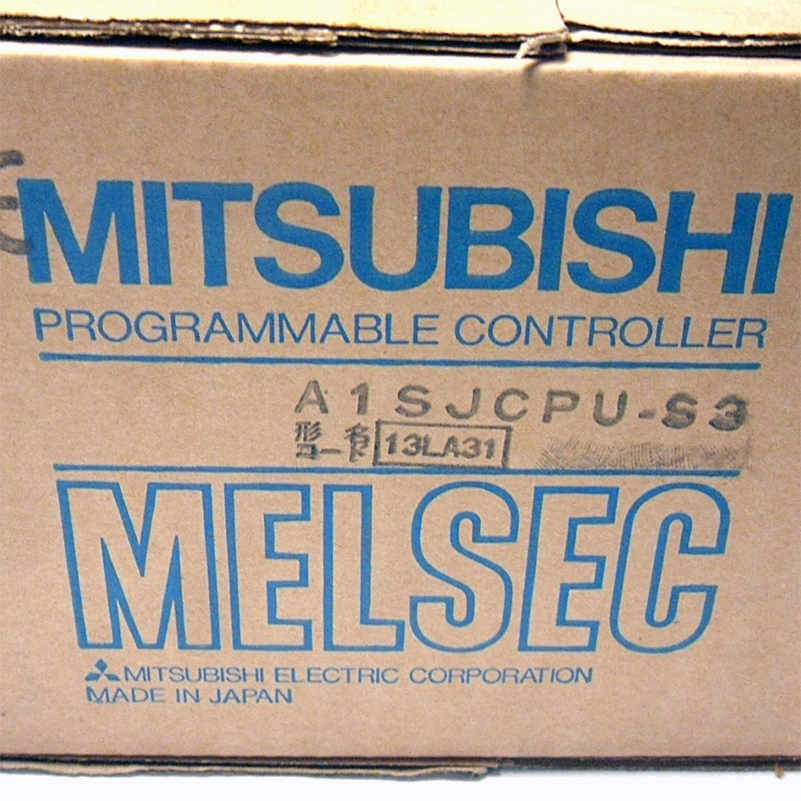 MITSUBISHI
PROGRAMMABLE CONTROLLER
A1SJCPU-S3
形名
コード 13LA31
MELSEC
MITSUBISHI ELECTRIC CORPORATION
MADE IN JAPAN